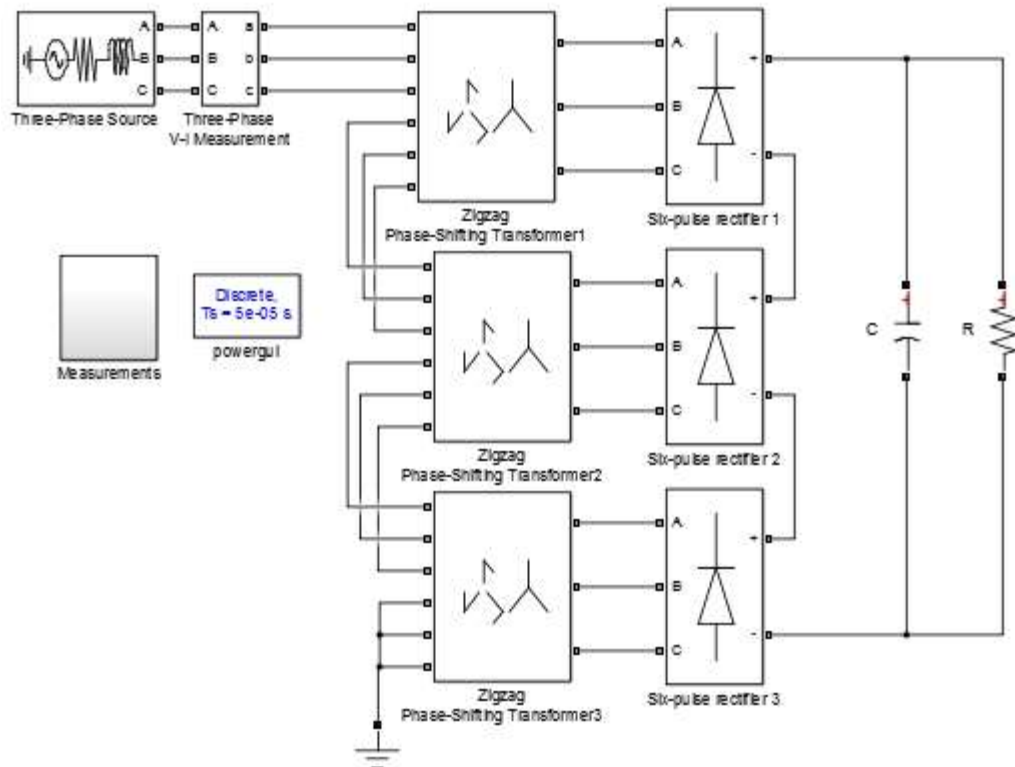 A
B
C
A
B
C
a
b
c
Three-Phase Source
Three-Phase
V-I Measurement
A
B
C
+
-
Zigzag
Phase-Shifting Transformer1
Six-pulse rectifier 1
Measurements
Discrete,
Ts = 5e-05 s.
powergui
A
B
C
+
-
Zigzag
Phase-Shifting Transformer2
Six-pulse rectifier 2
+
C
+
R
A
B
C
+
-
Zigzag
Phase-Shifting Transformer3
Six-pulse rectifier 3